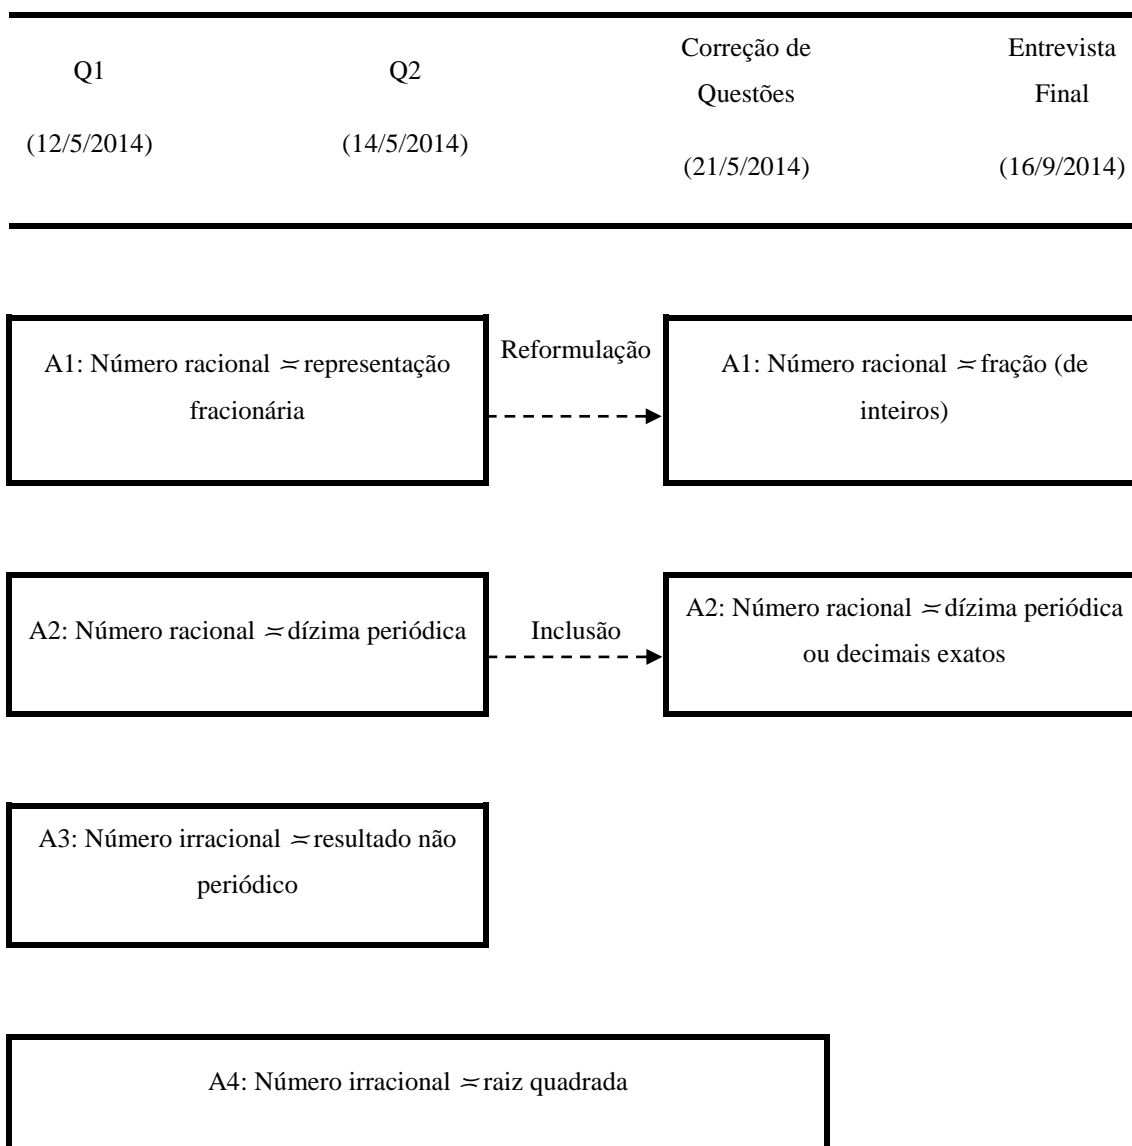 Q1
(12/5/2014)
Q2
(14/5/2014)
Correção de
Questões
(21/5/2014)
Entrevista
Final
(16/9/2014)
A1: Número racional ≍ representação
fracionária
Reformulação
A1: Número racional ≍ fração (de
inteiros)
A2: Número racional ≍ dízima periódica
Inclusão
A2: Número racional ≍ dízima periódica
ou decimais exatos
A3: Número irracional ≍ resultado não
periódico
A4: Número irracional ≍ raiz quadrada